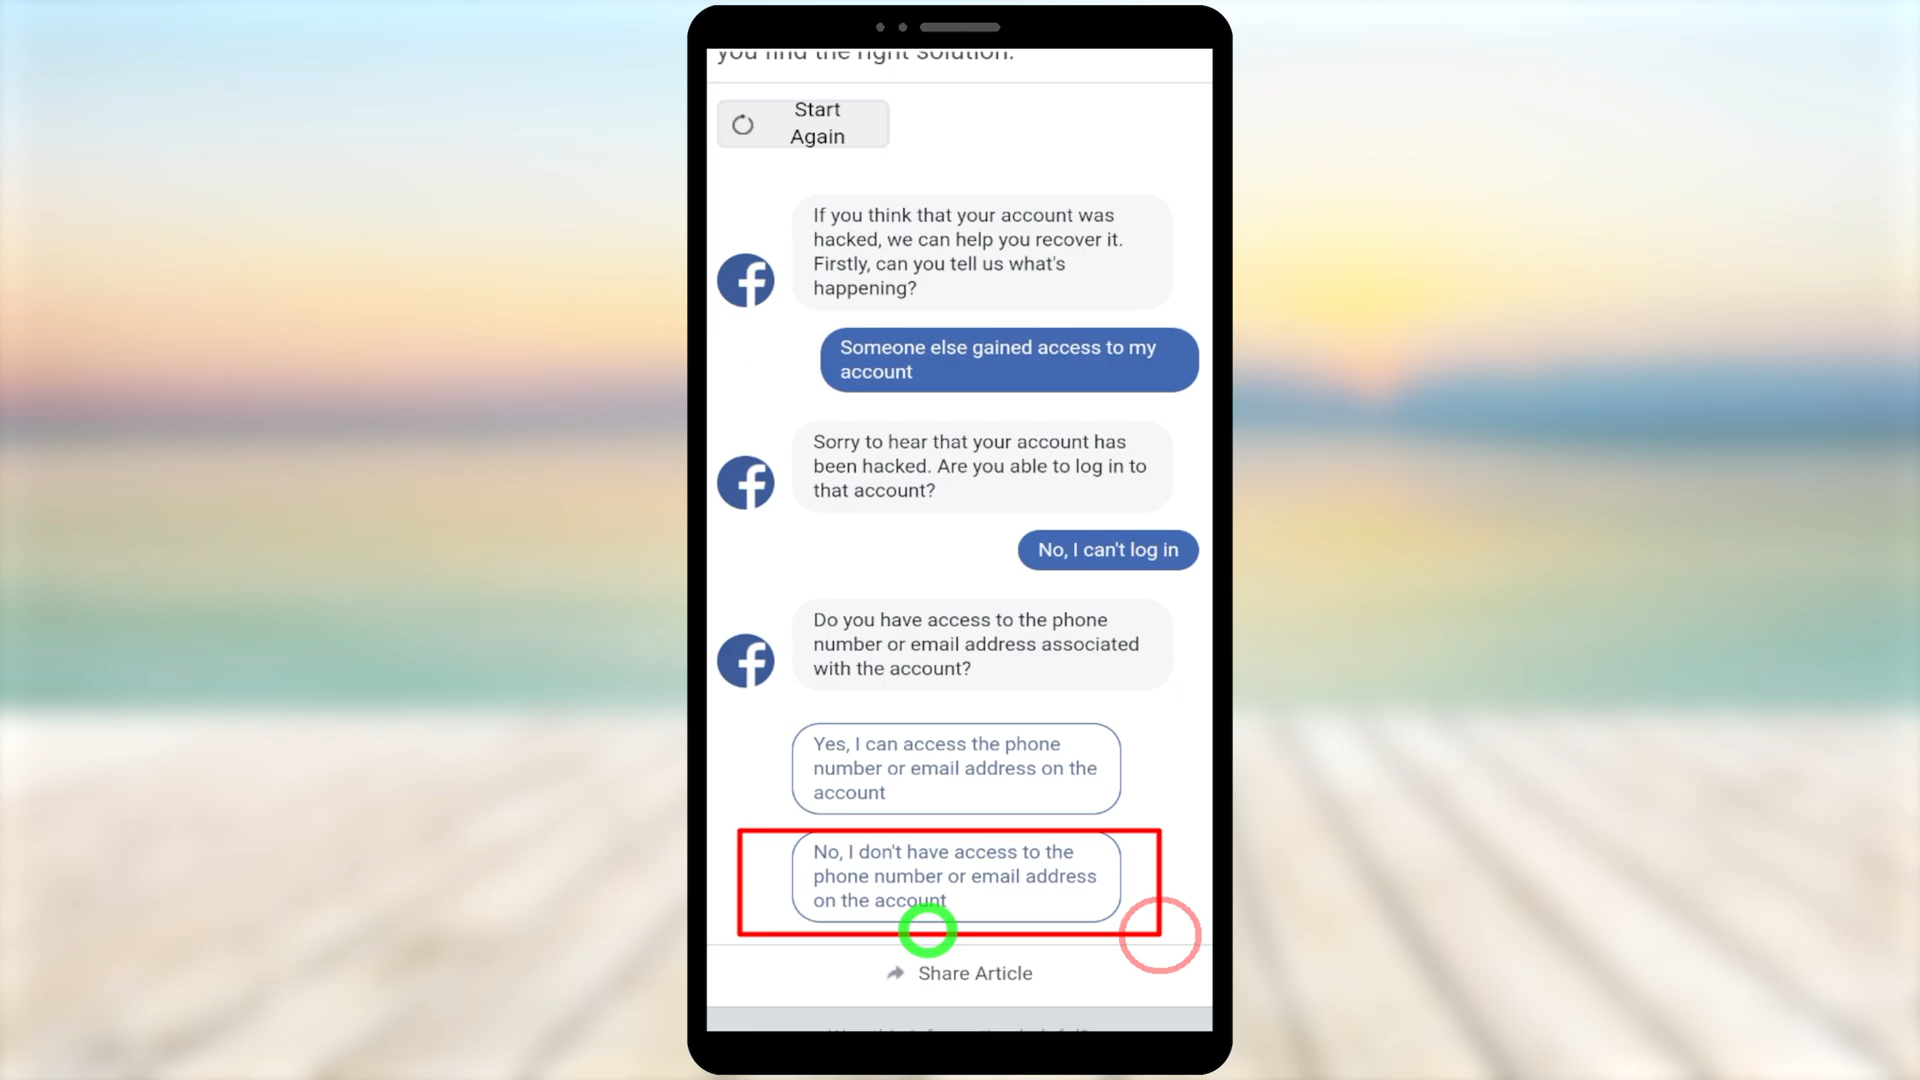 you find the right solution.
Start
Again
If you think that your account was
hacked, we can help you recover it.
Firstly, can you tell us what's
happening?
Someone else gained access to my
account
Sorry to hear that your account has
been hacked. Are you able to log in to
that account?
No, I can't log in
Do you have access to the phone
number or email address associated
with the account?
Yes, I can access the phone
number or email address on the
account
No, I don't have access to the
phone number or email address
on the account
Share Article